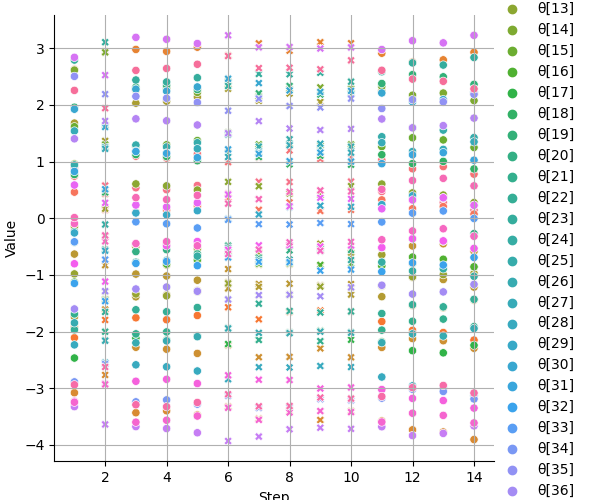 Value
3
2
1
0
−1
−2
−3
−4
2
4
6
8
10
12
14
Step
θ[13]
θ[14]
θ[15]
θ[16]
θ[17]
θ[18]
θ[19]
θ[20]
θ[21]
θ[22]
θ[23]
θ[24]
θ[25]
θ[26]
θ[27]
θ[28]
θ[29]
θ[30]
θ[31]
θ[32]
θ[33]
θ[34]
θ[35]
θ[36]